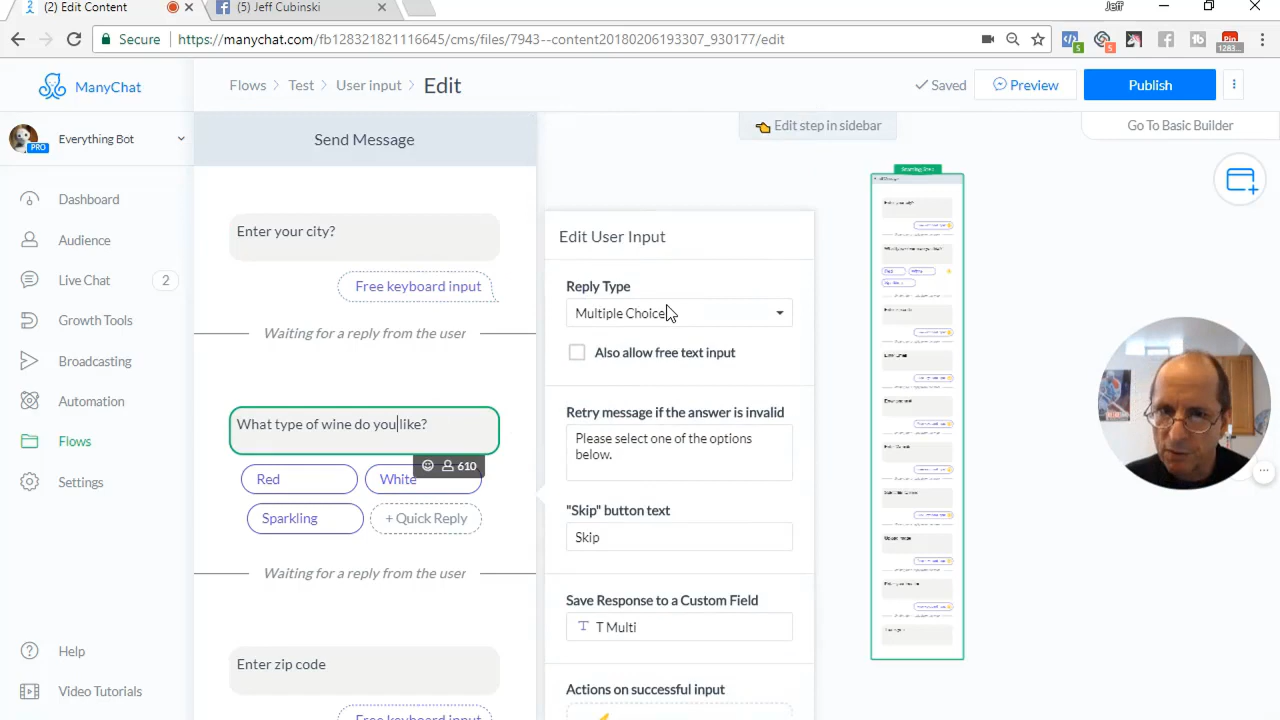 (2) Edit Content
(5) Jeff Cubinski
Jeff
Secure
https://manychat.com/fb128321821116645/cms/files/7943--content20180206193307_930177/edit
5
S
1283...
ManyChat
Flows
Test
User input
Edit
Saved
Preview
Publish
PRO
Everything Bot
Send Message
Edit step in sidebar
Go To Basic Builder
Dashboard
Audience
Live Chat
2
Growth Tools
Broadcasting
Automation
Flows
Settings
Help
Video Tutorials
Enter your city?
Free keyboard input
Waiting for a reply from the user
What type of wine do you like?
610
Red
White
Sparkling
+ Quick Reply
Waiting for a reply from the user
Enter zip code
Free keyboard input
Edit User Input
Reply Type
Multiple Choice
Also allow free text input
Retry message if the answer is invalid
Please select one of the options
below.
"Skip" button text
Skip
Save Response to a Custom Field
T Multi
Actions on successful input